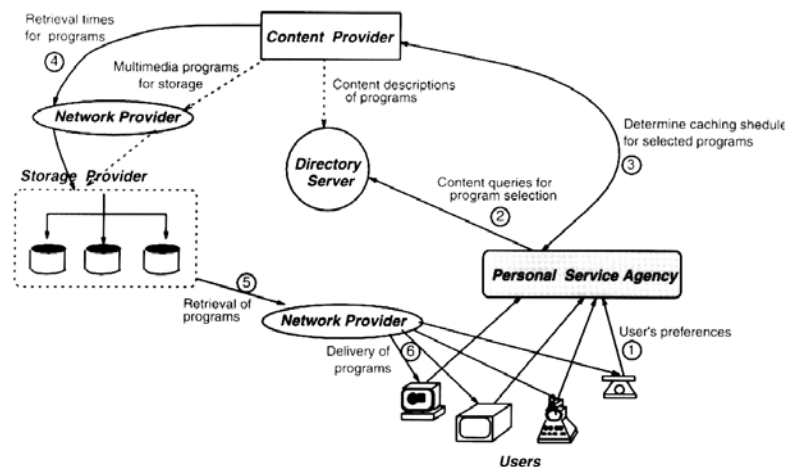 Retrieval times
for programs
4
Content Provider
Multimedia programs
for storage
Content descriptions
of programs
Network Provider
Determine caching shedule
for selected programs
3
Storage Provider
Directory
Server
Content queries for
program selection
2
Personal Service Agency
5
Retrieval of
programs
Network Provider
User's preferences
1
Delivery of
programs
6
Users